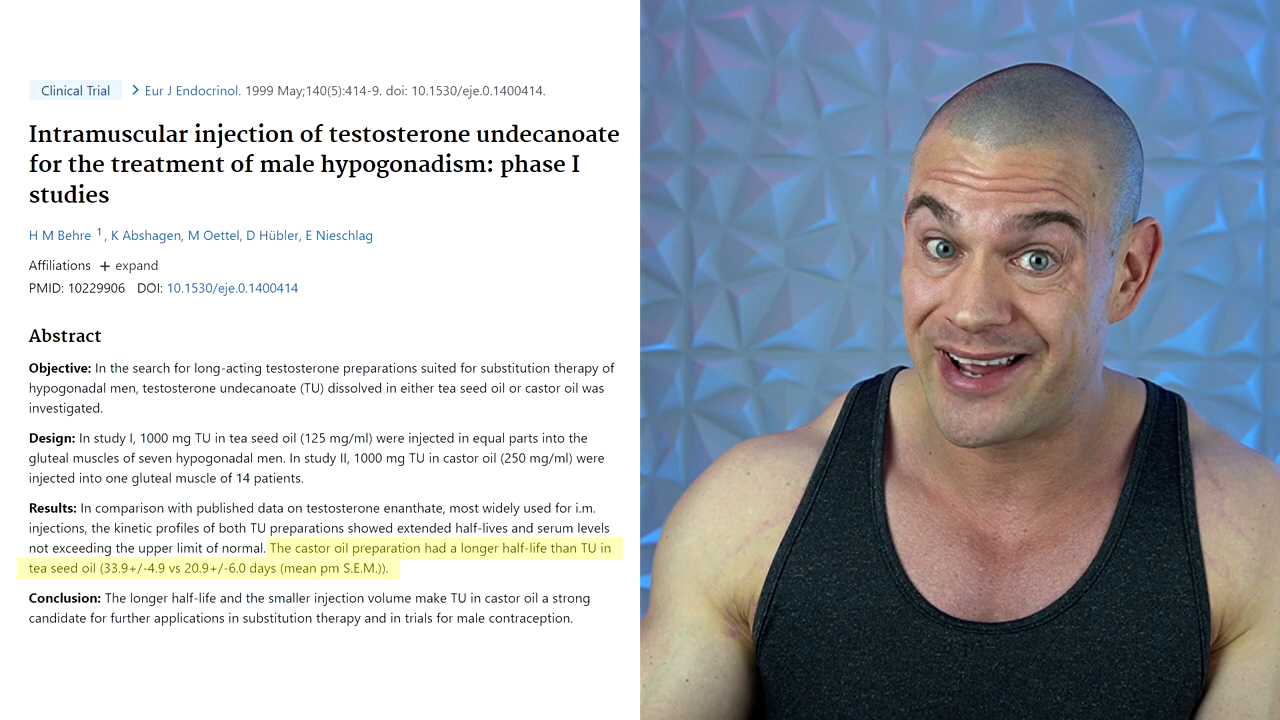 Clinical Trial > Eur J Endocrinol. 1999 May;140(5):414-9. doi: 10.1530/eje.0.1400414.
Intramuscular injection of testosterone undecanoate
for the treatment of male hypogonadism: phase I
studies
H M Behre 1, K Abshagen, M Oettel, D Hübler, E Nieschlag
Affiliations + expand
PMID: 10229906 DOI: 10.1530/eje.0.1400414
Abstract
Objective: In the search for long-acting testosterone preparations suited for substitution therapy of
hypogonadal men, testosterone undecanate (TU) dissolved in either tea seed oil or castor oil was
investigated.
Design: In study I, 1000 mg TU in tea seed oil (125 mg/ml) were injected in equal parts into the
gluteal muscles of seven hypogonadal men. In study II, 1000 mg TU in castor oil (250 mg/ml) were
injected into one gluteal muscle of 14 patients.
Results: In comparison with published data on testosterone enanthate, most widely used for i.m.
injections, the kinetic profiles of both TU preparations showed extended half-lives and serum levels
not exceeding the upper limit of normal. The castor oil preparation had a longer half-life than TU in
tea seed oil (33.9+/-4.9 vs 20.9+/-6.0 days (mean pm S.E.M.)).
Conclusion: The longer half-life and the smaller injection volume make TU in castor oil a strong
candidate for further applications in substitution therapy and in trials for male contraception.